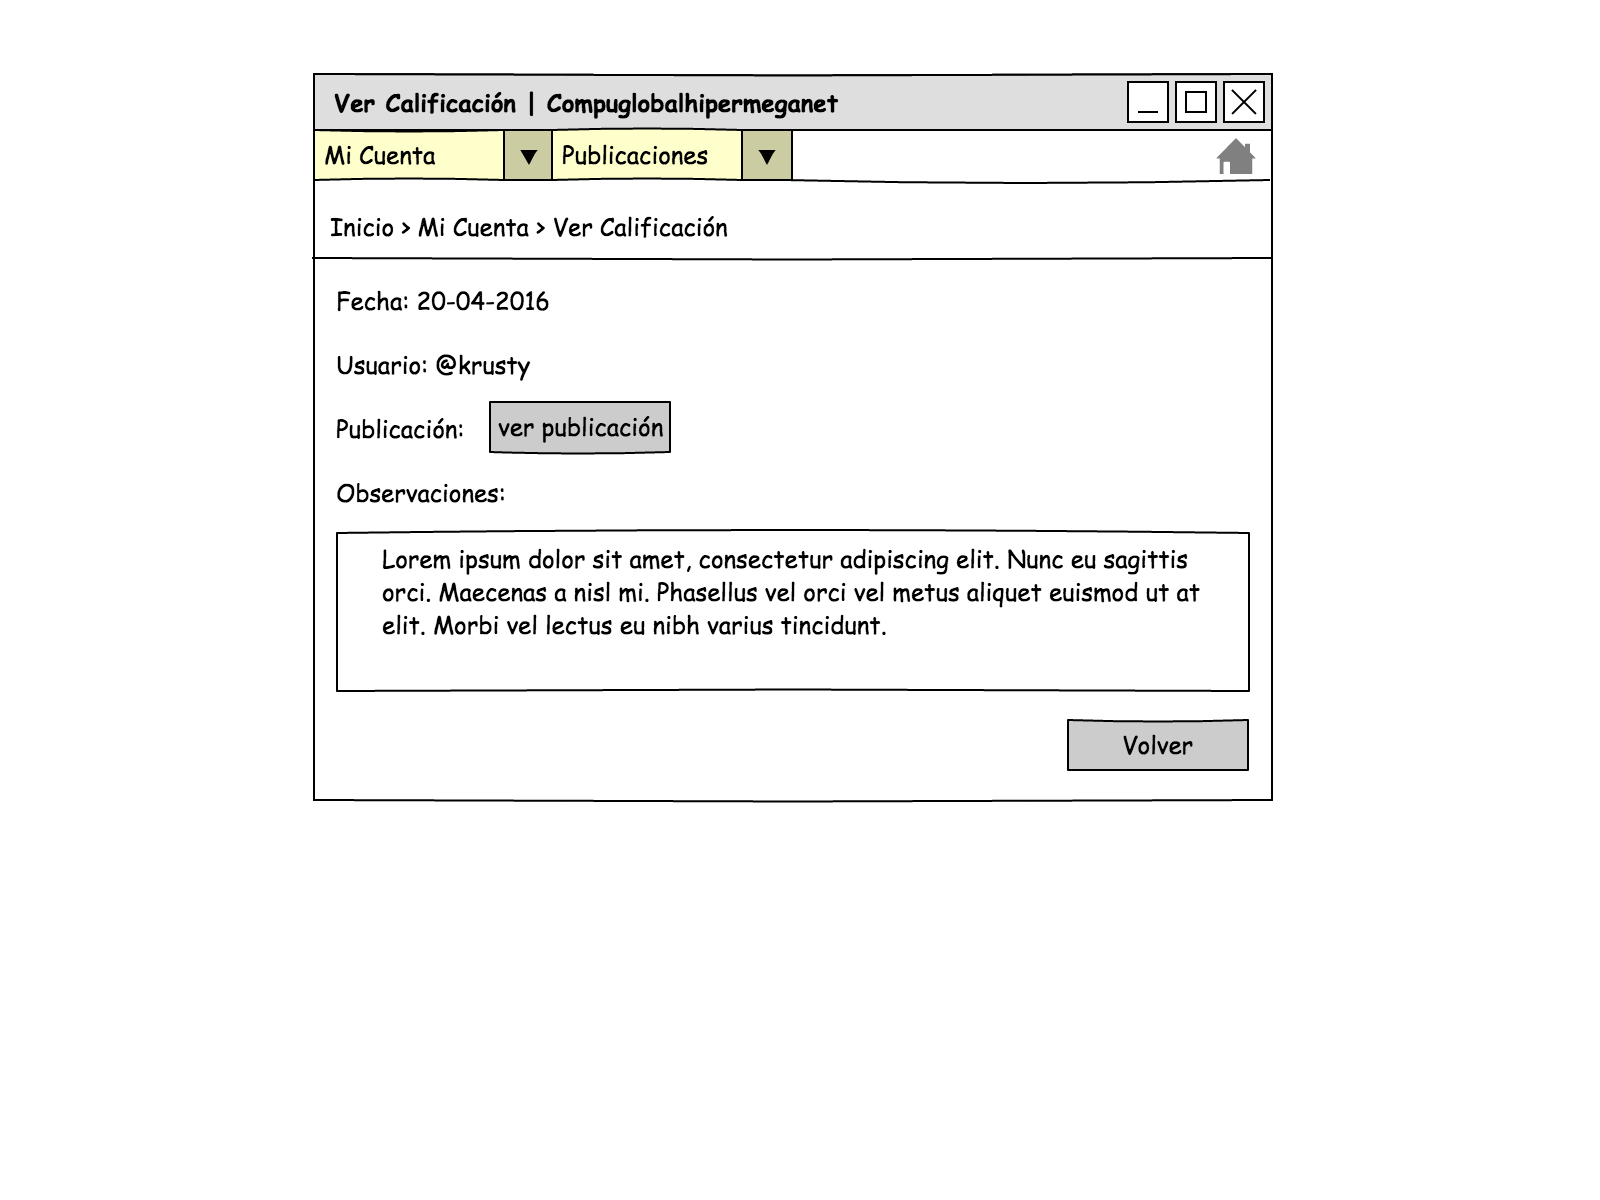 Ver Calificación | Compuglobalhipermeganet
Mi Cuenta ▼ Publicaciones ▼
Inicio > Mi Cuenta > Ver Calificación
Fecha: 20-04-2016
Usuario: @krusty
Publicación: ver publicación
Observaciones:
Lorem ipsum dolor sit amet, consectetur adipiscing elit. Nunc eu sagittis
orci. Maecenas a nisl mi. Phasellus vel orci vel metus aliquet euismod ut at
elit. Morbi vel lectus eu nibh varius tincidunt.
Volver